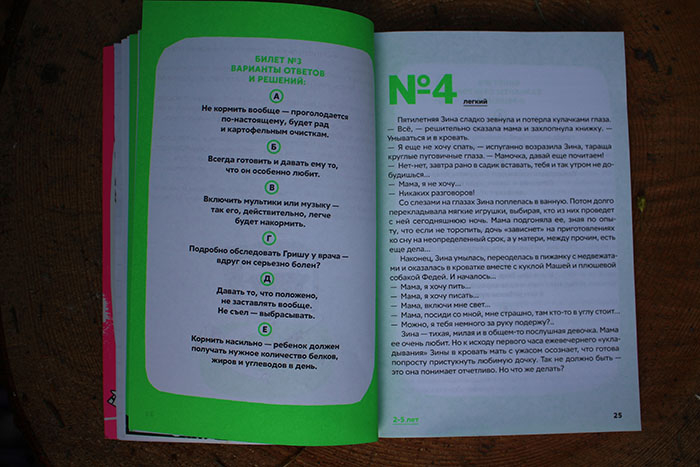 БИЛЕТ №3
ВАРИАНТЫ ОТВЕТОВ
И РЕШЕНИЙ:
А
Не кормить вообще — проголодается
по-настоящему, будет рад
и картофельным очисткам.
Б
Всегда готовить и давать ему то,
что он особенно любит.
В
Включить мультики или музыку —
так его, действительно, легче
будет накормить.
Г
Подробно обследовать Гришу у врача —
вдруг он серьезно болен?
Д
Давать то, что положено,
не заставлять вообще.
Не съел — выбрасывать.
Е
Кормить насильно — ребенок должен
получать нужное количество белков,
жиров и углеводов в день.
№4
легкий
Пятилетняя Зина сладко зевнула и потерла кулачками глаза.
— Всё, — решительно сказала мама и захлопнула книжку. —
Умываться и в кровать.
— Я еще не хочу спать, — испуганно возразила Зина, тараща
круглые пуговичные глаза. — Мамочка, давай еще почитаем!
— Нет-нет, завтра рано в садик вставать, тебя и так утром не до-
будишься...
— Мама, я не хочу...
— Никаких разговоров!
Со слезами на глазах Зина поплелась в ванную. Потом долго
перекладывала мягкие игрушки, выбирая, кто из них проведет
с ней сегодняшнюю ночь. Мама подгоняла ее, зная по опы-
ту, что если не торопить, дочь «зависнет» на приготовлениях
ко сну на неопределенный срок, а у матери, между прочим, есть
еще дела...
Наконец, Зина умылась, переоделась в пижамку с медвежата-
ми и оказалась в кроватке вместе с куклой Машей и плюшевой
собакой Федей. И началось...
— Мама, я хочу пить...
— Мама, я хочу писать...
— Мама, включи мне свет...
— Мама, посиди со мной, мне страшно, там кто-то в углу стоит...
— Можно, я тебя немного за руку подержу?..
Зина — тихая, милая и в общем-то послушная девочка. Мама
ее очень любит. Но к исходу первого часа ежевечернего «укла-
дывания» Зины в кровать мать с ужасом осознает, что готова
попросту пристукнуть любимую дочку. Так не должно быть —
это она понимает отчетливо. Но что же делать?
2–5 лет
25